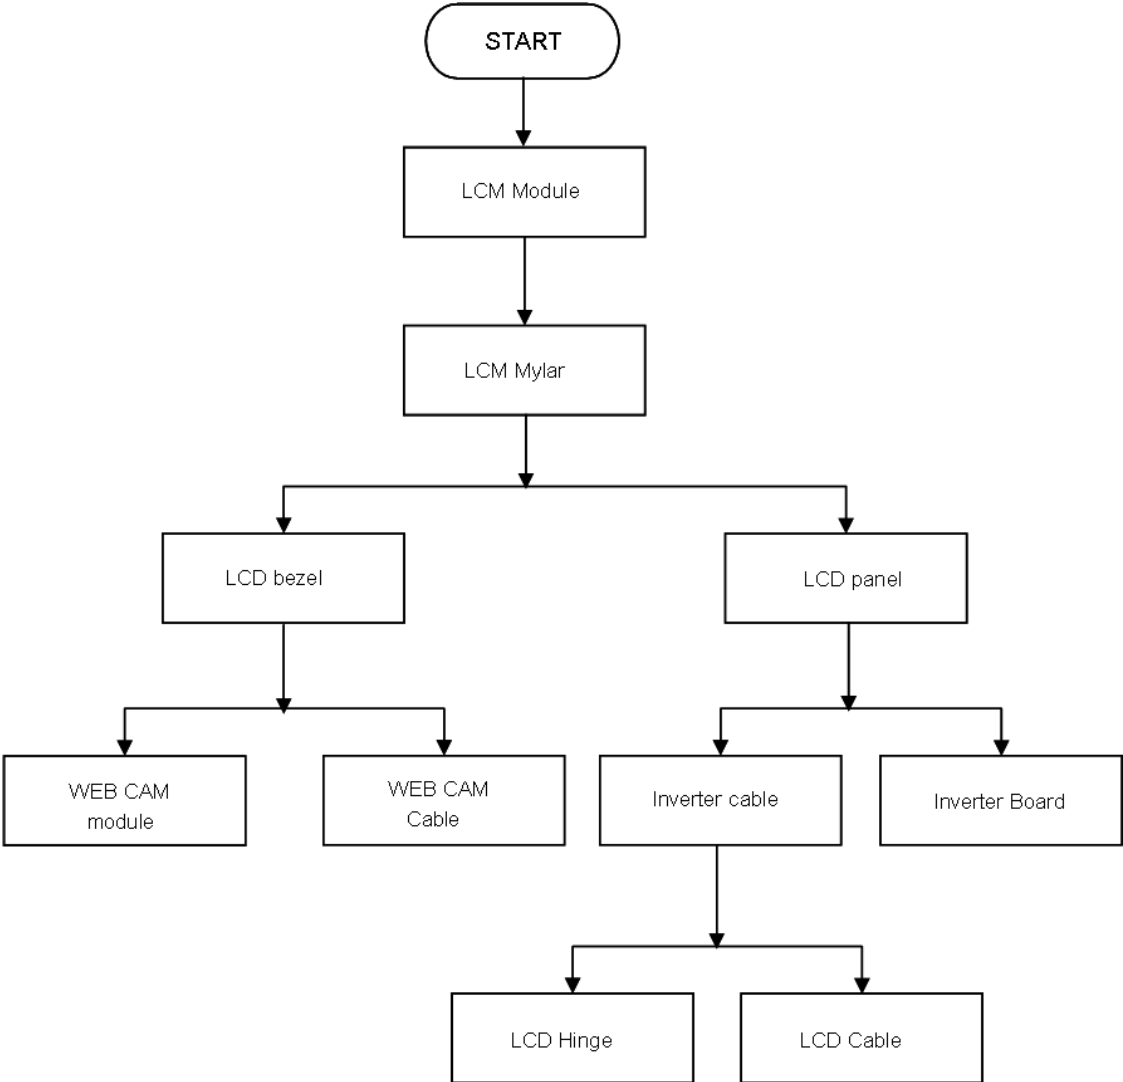 START
LCM Module
LCM Mylar
LCD bezel
LCD panel
WEB CAM
module
WEB CAM
Cable
Inverter cable
Inverter Board
LCD Hinge
LCD Cable